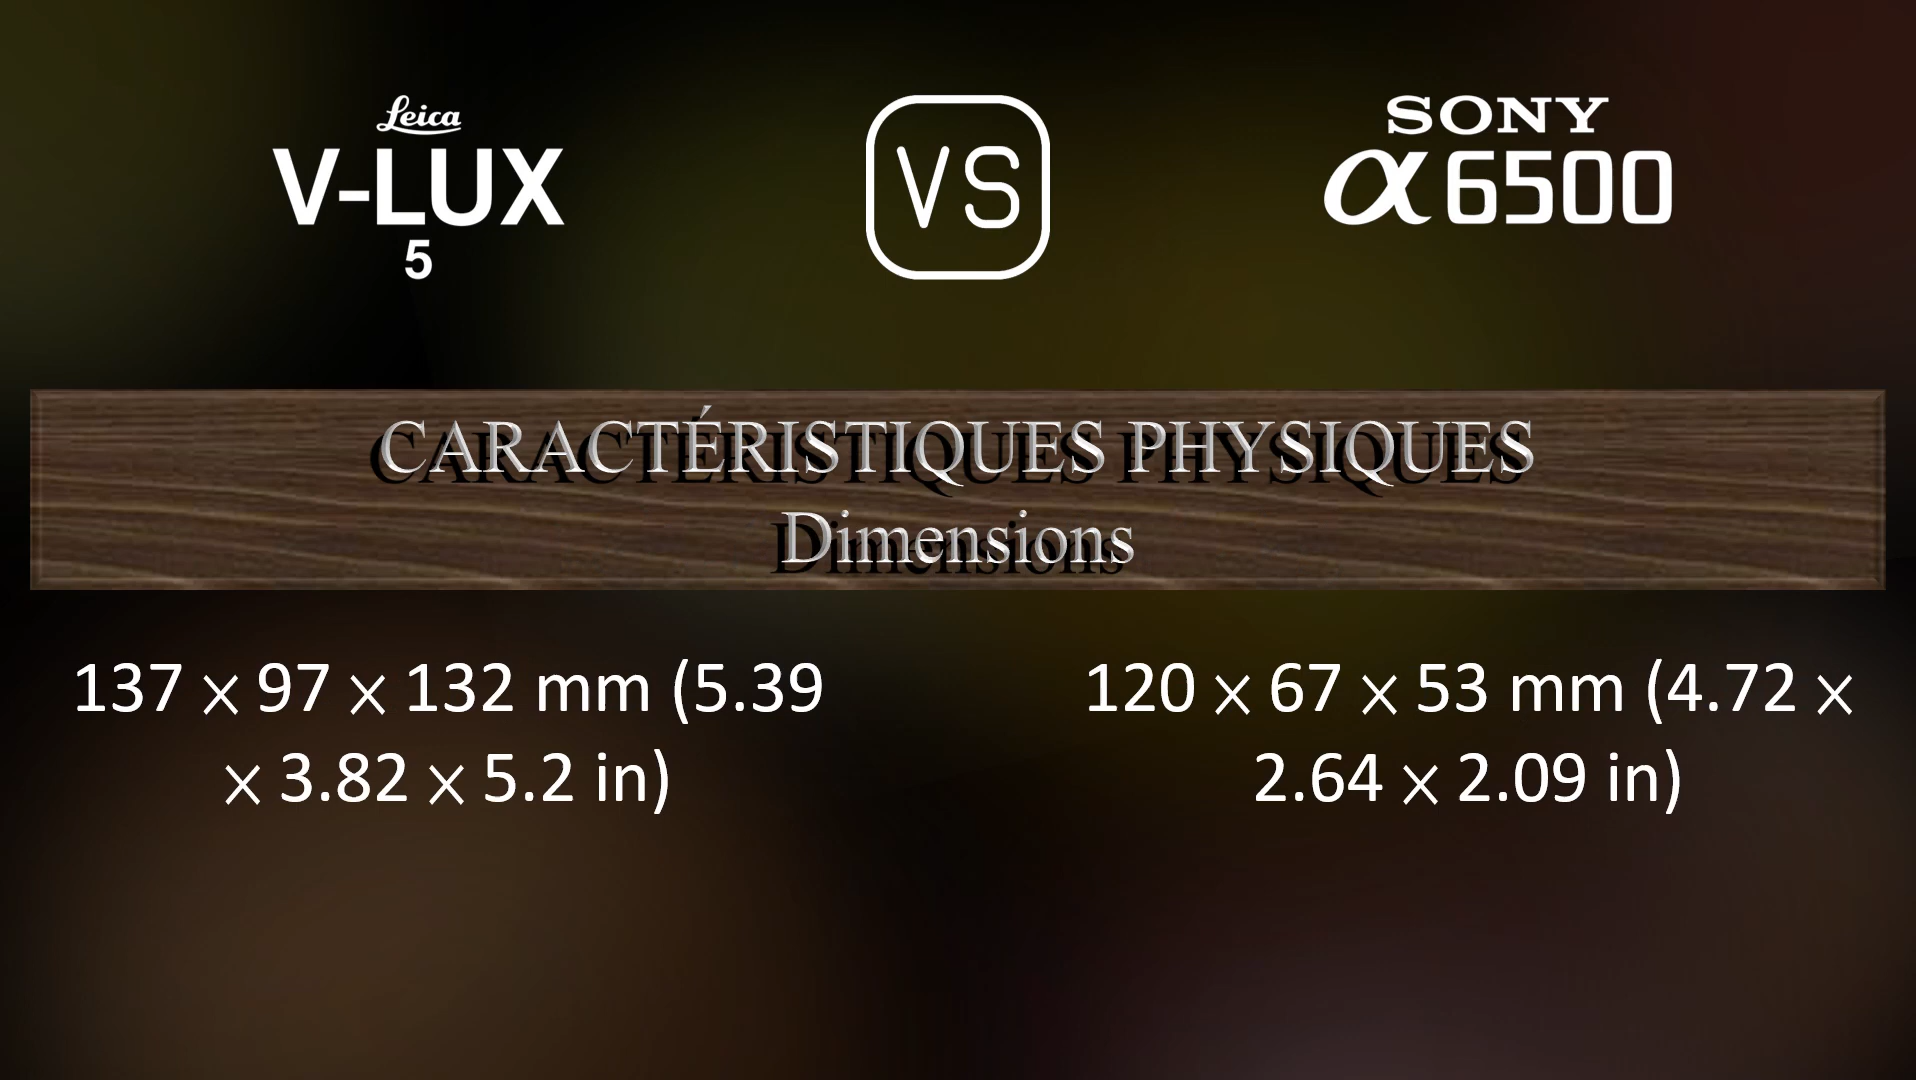 Leica
V-LUX
5
VS
SONY
α6500
CARACTÉRISTIQUES PHYSIQUES
Dimensions
137 x 97 x 132 mm (5.39
x 3.82 x 5.2 in)
120 x 67 x 53 mm (4.72 x
2.64 x 2.09 in)